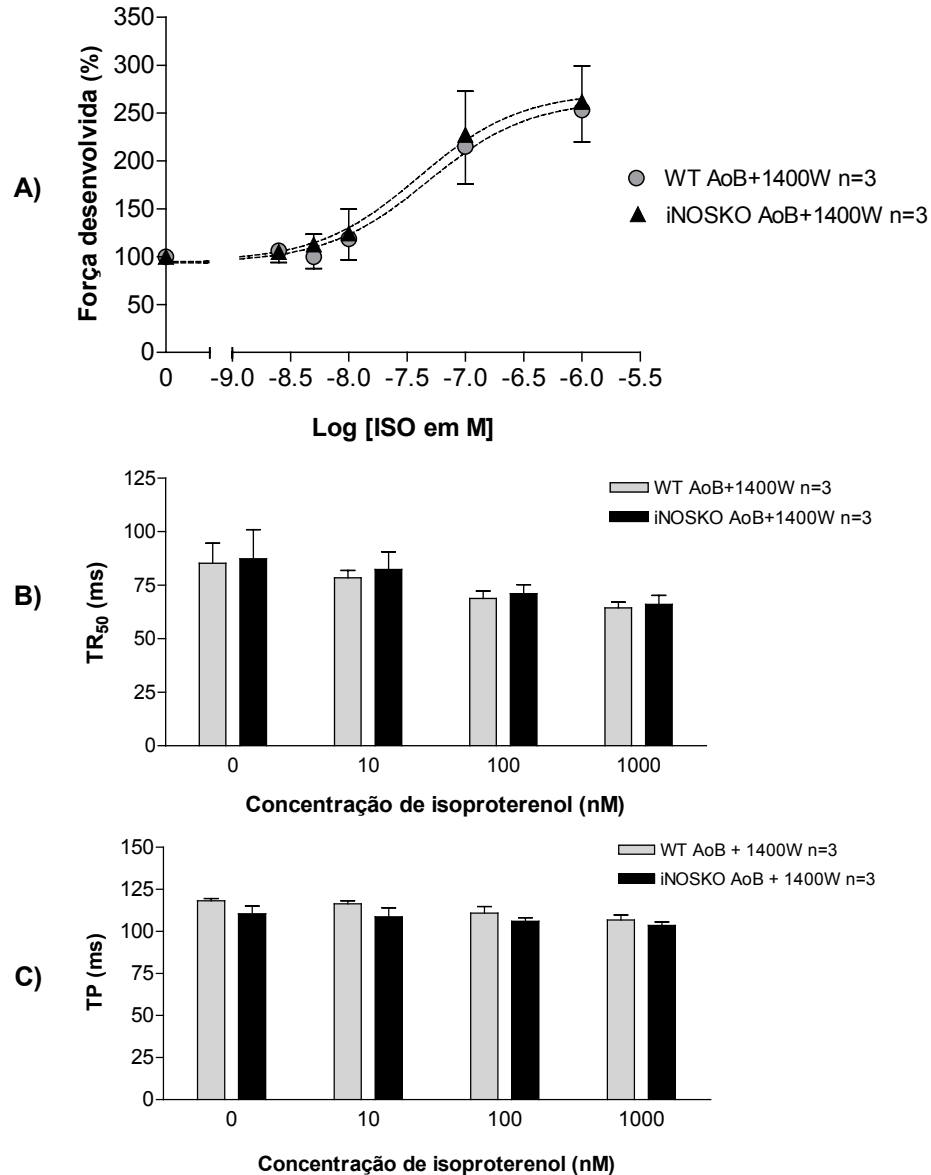 A)
Força desenvolvida (%)
350
300
250
200
150
100
50
0
0 -9.0 -8.5 -8.0 -7.5 -7.0 -6.5 -6.0 -5.5
Log [ISO em M]
WT AoB+1400W n=3
iNOSKO AoB+1400W n=3
B)
TR50 (ms)
125
100
75
50
25
0
0 10 100 1000
Concentração de isoproterenol (nM)
WT AoB+1400W n=3
iNOSKO AoB+1400W n=3
C)
TP (ms)
150
125
100
75
50
25
0
0 10 100 1000
Concentração de isoproterenol (nM)
WT AoB + 1400W n=3
iNOSKO AoB + 1400W n=3